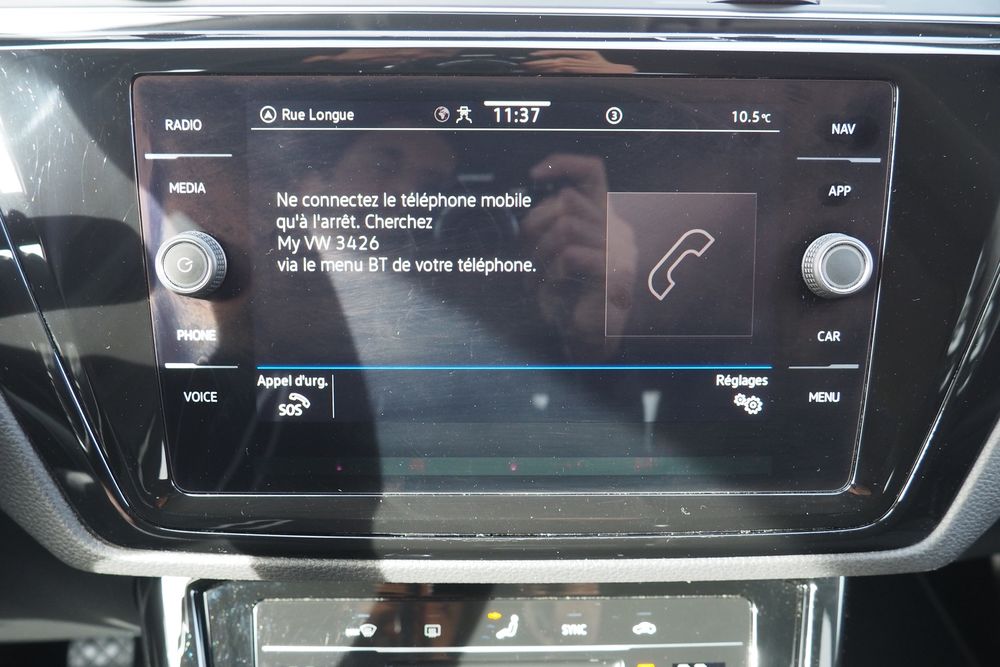 RADIO
MEDIA
PHONE
VOICE
Rue Longue
11:37
3
10.5°C
Ne connectez le téléphone mobile
qu'à l'arrêt. Cherchez
My VW 3426
via le menu BT de votre téléphone.
Appel d'urg.
SOS
Réglages
NAV
APP
CAR
MENU
SYNC